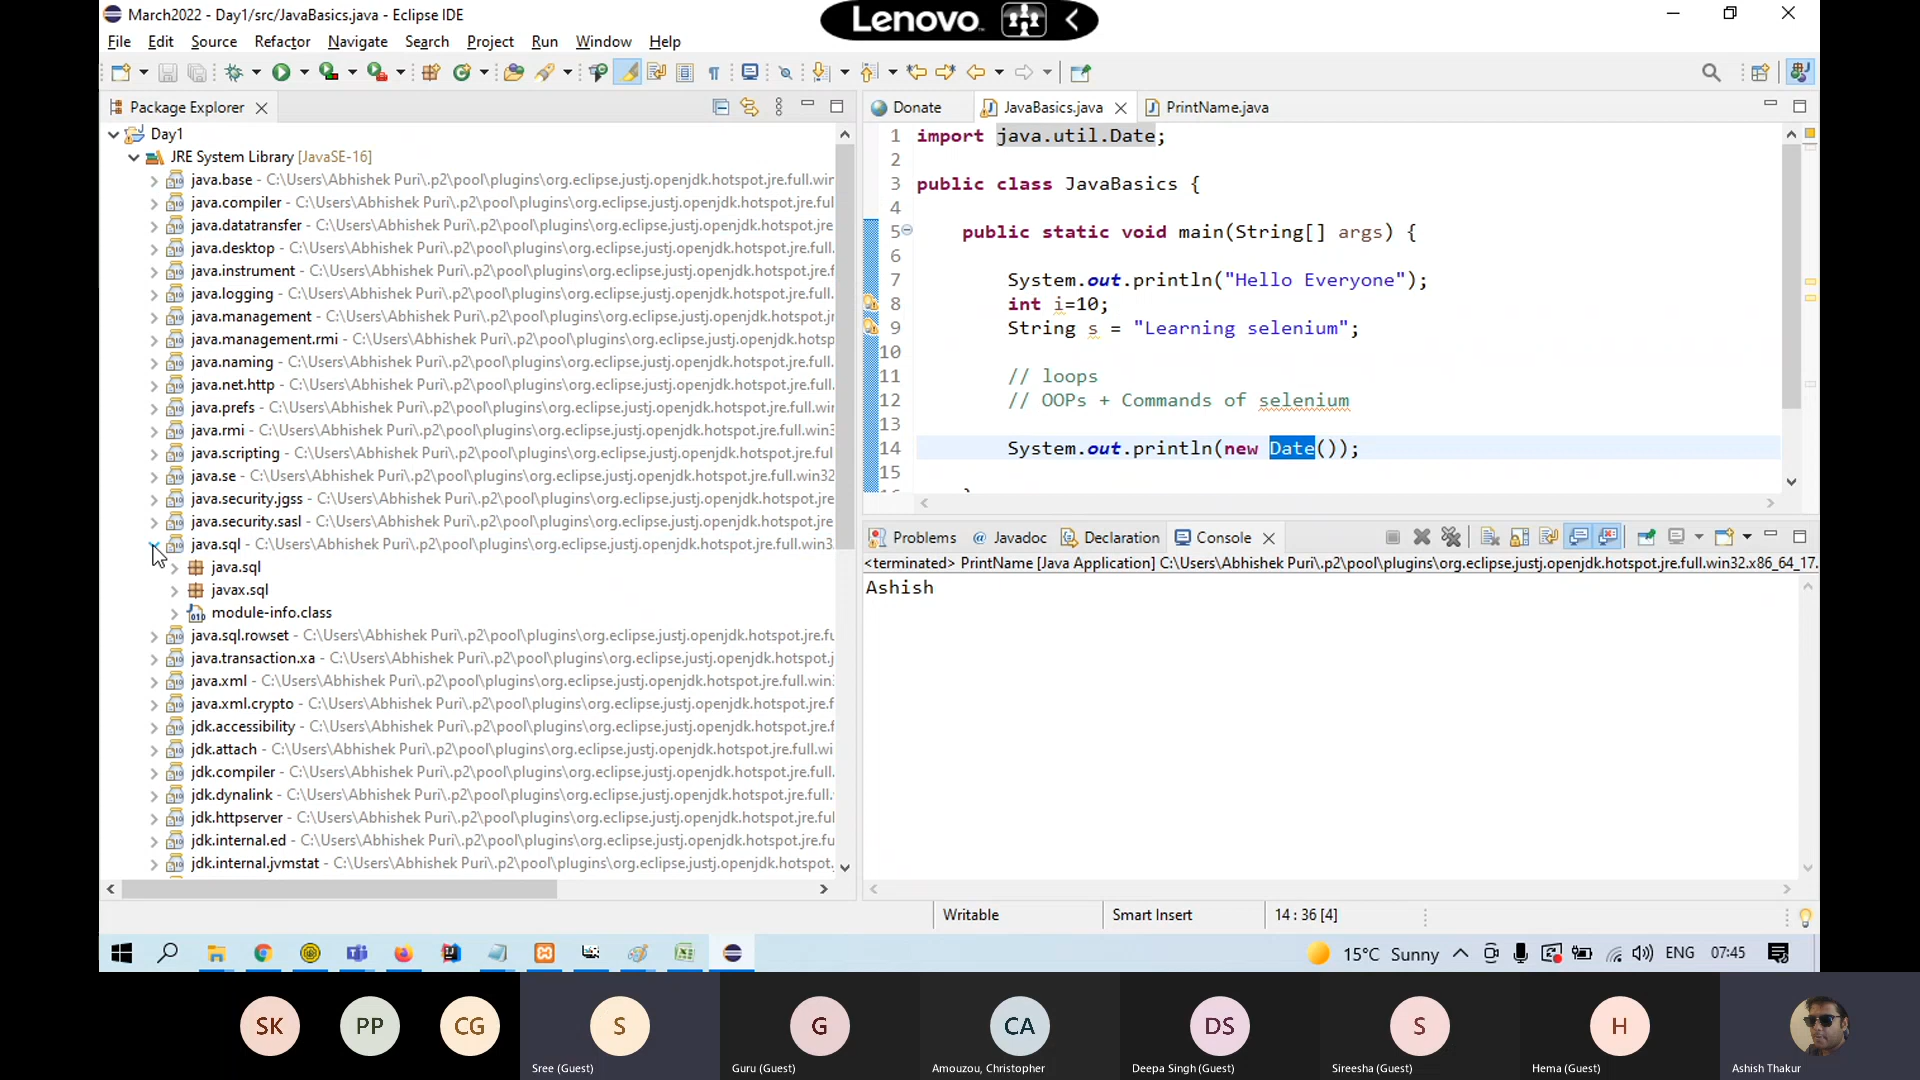 March2022 - Day1/src/JavaBasics.java - Eclipse IDE
Lenovo
File Edit Source Refactor Navigate Search Project Run Window Help
Package Explorer
Day1
JRE System Library [JavaSE-16]
java.base - C:\Users\Abhishek Puri\.p2\pool\plugins\org.eclipse.justj.openjdk.hotspot.jre.full.wir
java.compiler - C:\Users\Abhishek Puri\.p2\pool\plugins\org.eclipse.justj.openjdk.hotspot.jre.ful
java.datatransfer - C:\Users\Abhishek Puri\.p2\pool\plugins\org.eclipse.justj.openjdk.hotspot.jre
java.desktop - C:\Users\Abhishek Puri\.p2\pool\plugins\org.eclipse.justj.openjdk.hotspot.jre.full.
java.instrument - C:\Users\Abhishek Puri\.p2\pool\plugins\org.eclipse.justj.openjdk.hotspot.jre.f
java.logging - C:\Users\Abhishek Puri\.p2\pool\plugins\org.eclipse.justj.openjdk.hotspot.jre.full.
java.management - C:\Users\Abhishek Puri\.p2\pool\plugins\org.eclipse.justj.openjdk.hotspot.jr
java.management.rmi - C:\Users\Abhishek Puri\.p2\pool\plugins\org.eclipse.justj.openjdk.hotsp
java.naming - C:\Users\Abhishek Puri\.p2\pool\plugins\org.eclipse.justj.openjdk.hotspot.jre.full.
java.net.http - C:\Users\Abhishek Puri\.p2\pool\plugins\org.eclipse.justj.openjdk.hotspot.jre.full.
java.prefs - C:\Users\Abhishek Puri\.p2\pool\plugins\org.eclipse.justj.openjdk.hotspot.jre.full.wir
java.rmi - C:\Users\Abhishek Puri\.p2\pool\plugins\org.eclipse.justj.openjdk.hotspot.jre.full.win3
java.scripting - C:\Users\Abhishek Puri\.p2\pool\plugins\org.eclipse.justj.openjdk.hotspot.jre.full
java.se - C:\Users\Abhishek Puri\.p2\pool\plugins\org.eclipse.justj.openjdk.hotspot.jre.full.win32
java.security.jgss - C:\Users\Abhishek Puri\.p2\pool\plugins\org.eclipse.justj.openjdk.hotspot.jre
java.security.sasl - C:\Users\Abhishek Puri\.p2\pool\plugins\org.eclipse.justj.openjdk.hotspot.jre
java.sql - C:\Users\Abhishek Puri\.p2\pool\plugins\org.eclipse.justj.openjdk.hotspot.jre.full.win3
java.sql
javax.sql
module-info.class
java.sql.rowset - C:\Users\Abhishek Puri\.p2\pool\plugins\org.eclipse.justj.openjdk.hotspot.jre.fu
java.transaction.xa - C:\Users\Abhishek Puri\.p2\pool\plugins\org.eclipse.justj.openjdk.hotspot.j
java.xml - C:\Users\Abhishek Puri\.p2\pool\plugins\org.eclipse.justj.openjdk.hotspot.jre.full.win
java.xml.crypto - C:\Users\Abhishek Puri\.p2\pool\plugins\org.eclipse.justj.openjdk.hotspot.jre.f
jdk.accessibility - C:\Users\Abhishek Puri\.p2\pool\plugins\org.eclipse.justj.openjdk.hotspot.jre.f
jdk.attach - C:\Users\Abhishek Puri\.p2\pool\plugins\org.eclipse.justj.openjdk.hotspot.jre.full.wi
jdk.compiler - C:\Users\Abhishek Puri\.p2\pool\plugins\org.eclipse.justj.openjdk.hotspot.jre.full.
jdk.dynalink - C:\Users\Abhishek Puri\.p2\pool\plugins\org.eclipse.justj.openjdk.hotspot.jre.full.
jdk.httpserver - C:\Users\Abhishek Puri\.p2\pool\plugins\org.eclipse.justj.openjdk.hotspot.jre.ful
jdk.internal.ed - C:\Users\Abhishek Puri\.p2\pool\plugins\org.eclipse.justj.openjdk.hotspot.jre.fu
jdk.internal.jvmstat - C:\Users\Abhishek Puri\.p2\pool\plugins\org.eclipse.justj.openjdk.hotspot.
Donate JavaBasics.java PrintName.java
1 import java.util.Date;
2
3 public class JavaBasics {
4
5 public static void main(String[] args) {
6
7 System.out.println("Hello Everyone");
8 int i=10;
9 String s = "Learning selenium";
10
11 // loops
12 // OOPs + Commands of selenium
13
14 System.out.println(new Date());
15
Problems @ Javadoc Declaration Console
<terminated> PrintName [Java Application] C:\Users\Abhishek Puri\.p2\pool\plugins\org.eclipse.justj.openjdk.hotspot.jre.full.win32.x86_64_17.
Ashish
Writable Smart Insert 14 : 36 [4]
15°C Sunny ENG 07:45
SK PP CG S G CA DS S H
Sree (Guest) Guru (Guest) Amouzou, Christopher Deepa Singh (Guest) Sireesha (Guest) Hema (Guest) Ashish Thakur